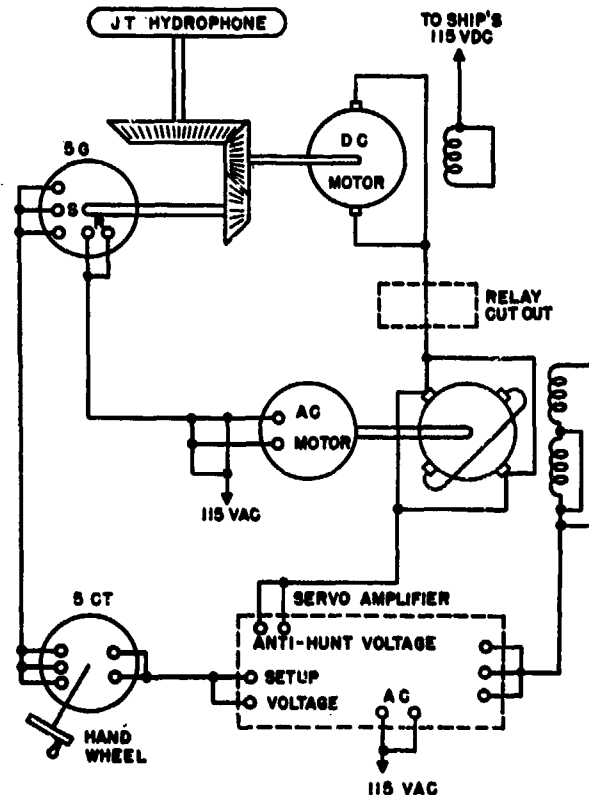 JT HYDROPHONE
TO SHIP'S
115 VDC
5G
DC
MOTOR
S
R
RELAY
CUT OUT
AC
MOTOR
115 VAC
5 CT
SERVO AMPLIFIER
ANTI-HUNT VOLTAGE
SETUP
VOLTAGE
AC
HAND
WHEEL
115 VAC